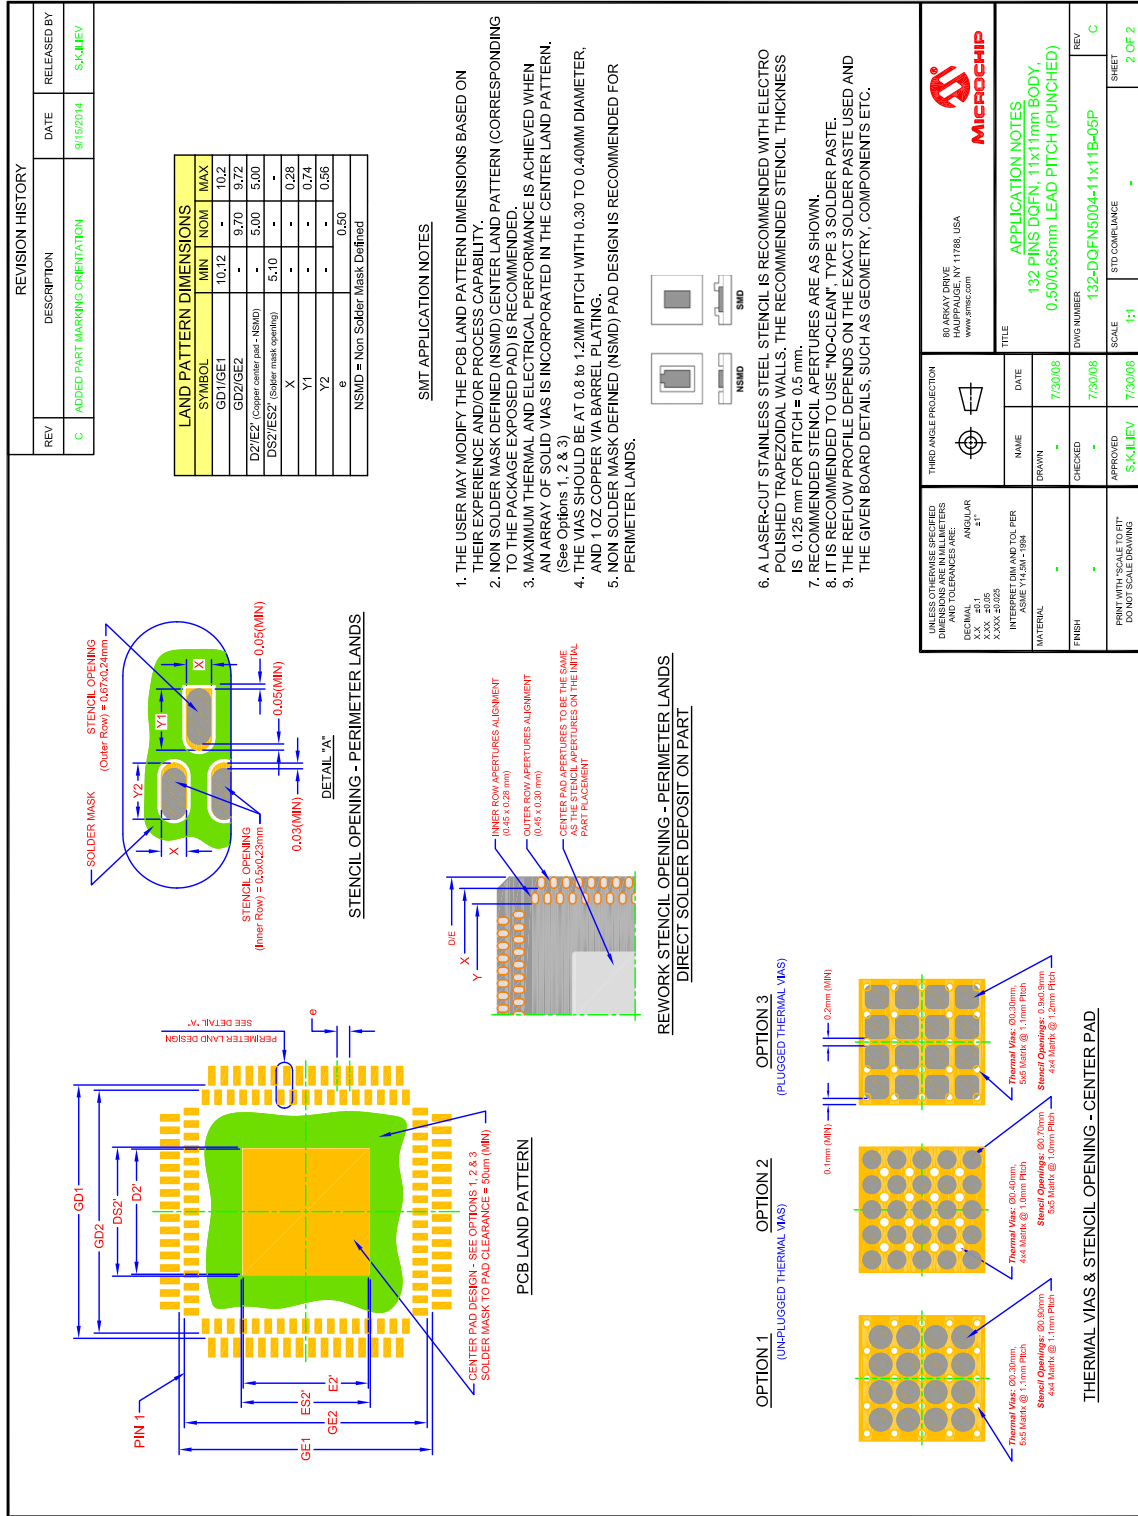 REVISION HISTORY
REV DESCRIPTION DATE RELEASED BY
C ADDED PART MARKING ORIENTATION 9/15/2014 S.K.ILIEV
PIN 1
GD1
GD2
DS2'
D2'
GE1
GE2
ES2'
E2'
e
PERIMETER LAND DESIGN
SEE DETAIL "A"
CENTER PAD DESIGN - SEE OPTIONS 1, 2 & 3
SOLDER MASK TO PAD CLEARANCE = 50um (MIN)
PCB LAND PATTERN
SOLDER MASK
STENCIL OPENING
(Outer Row) = 0.67x0.24mm
Y2
Y1
X
X
0.05(MIN)
0.05(MIN)
0.03(MIN)
STENCIL OPENING
(Inner Row) = 0.5x0.23mm
DETAIL "A"
STENCIL OPENING - PERIMETER LANDS
LAND PATTERN DIMENSIONS
SYMBOL MIN NOM MAX
GD1/GE1 10.12 - 10.2
GD2/GE2 - 9.70 9.72
D2'/E2' (Copper center pad - NSMD) - 5.00 5.00
DS2'/ES2' (Solder mask opening) 5.10 - -
X - - 0.28
Y1 - - 0.74
Y2 - - 0.56
e 0.50
NSMD = Non Solder Mask Defined
D/E
X
Y
INNER ROW APERTURES ALIGNMENT
(0.45 x 0.28 mm)
OUTER ROW APERTURES ALIGNMENT
(0.45 x 0.30 mm)
CENTER PAD APERTURES TO BE THE SAME
AS THE STENCIL APERTURES ON THE INITIAL
PART PLACEMENT
REWORK STENCIL OPENING - PERIMETER LANDS
DIRECT SOLDER DEPOSIT ON PART
SMT APPLICATION NOTES
1. THE USER MAY MODIFY THE PCB LAND PATTERN DIMENSIONS BASED ON
THEIR EXPERIENCE AND/OR PROCESS CAPABILITY.
2. NON SOLDER MASK DEFINED (NSMD) CENTER LAND PATTERN (CORRESPONDING
TO THE PACKAGE EXPOSED PAD) IS RECOMMENDED.
3. MAXIMUM THERMAL AND ELECTRICAL PERFORMANCE IS ACHIEVED WHEN
AN ARRAY OF SOLID VIAS IS INCORPORATED IN THE CENTER LAND PATTERN.
(See Options 1, 2 & 3)
4. THE VIAS SHOULD BE AT 0.8 to 1.2MM PITCH WITH 0.30 TO 0.40MM DIAMETER,
AND 1 OZ COPPER VIA BARREL PLATING.
5. NON SOLDER MASK DEFINED (NSMD) PAD DESIGN IS RECOMMENDED FOR
PERIMETER LANDS.
NSMD SMD
6. A LASER-CUT STAINLESS STEEL STENCIL IS RECOMMENDED WITH ELECTRO
POLISHED TRAPEZOIDAL WALLS. THE RECOMMENDED STENCIL THICKNESS
IS 0.125 mm FOR PITCH = 0.5 mm.
7. RECOMMENDED STENCIL APERTURES ARE AS SHOWN.
8. IT IS RECOMMENDED TO USE "NO-CLEAN", TYPE 3 SOLDER PASTE.
9. THE REFLOW PROFILE DEPENDS ON THE EXACT SOLDER PASTE USED AND
THE GIVEN BOARD DETAILS, SUCH AS GEOMETRY, COMPONENTS ETC.
OPTION 1 OPTION 2
(UN-PLUGGED THERMAL VIAS)
OPTION 3
(PLUGGED THERMAL VIAS)
0.1mm (MIN)
0.2mm (MIN)
Thermal Vias: Ø0.30mm,
5x5 Matrix @ 1.1mm Pitch
Stencil Openings: Ø0.90mm
4x4 Matrix @ 1.1mm Pitch
Thermal Vias: Ø0.40mm,
4x4 Matrix @ 1.0mm Pitch
Stencil Openings: Ø0.70mm
5x5 Matrix @ 1.0mm Pitch
Thermal Vias: Ø0.30mm,
5x5 Matrix @ 1.1mm Pitch
Stencil Openings: 0.9x0.9mm
4x4 Matrix @ 1.2mm Pitch
THERMAL VIAS & STENCIL OPENING - CENTER PAD
UNLESS OTHERWISE SPECIFIED
DIMENSIONS ARE IN MILLIMETERS
AND TOLERANCES ARE:
DECIMAL ANGULAR
X.X ±0.1 ±1°
X.XX ±0.05
X.XXX ±0.025
INTERPRET DIM AND TOL PER
ASME Y14.5M - 1994
MATERIAL
-
FINISH
-
PRINT WITH "SCALE TO FIT"
DO NOT SCALE DRAWING
THIRD ANGLE PROJECTION
NAME DATE
DRAWN
- 7/30/08
CHECKED
- 7/30/08
APPROVED
S.K.ILIEV 7/30/08
80 ARKAY DRIVE
HAUPPAUGE, NY 11788, USA
www.smsc.com
MICROCHIP
TITLE
APPLICATION NOTES
132 PINS DQFN, 11x11mm BODY,
0.50/0.65mm LEAD PITCH (PUNCHED)
DWG NUMBER REV
132-DQFN5004-11x11B-05P C
SCALE STD COMPLIANCE SHEET
1:1 - 2 OF 2